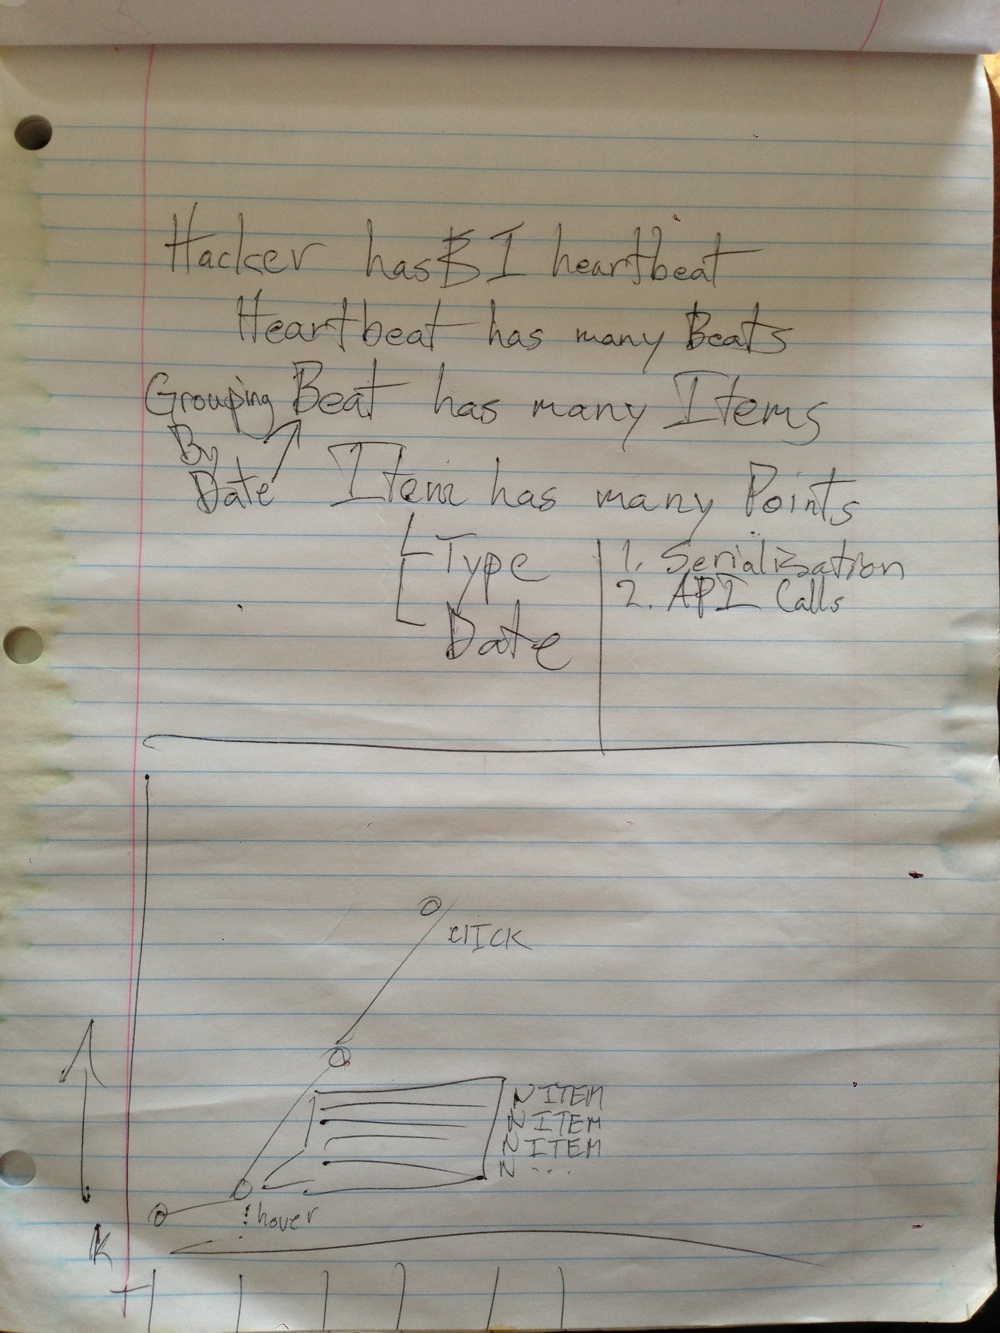 Hacker has I heartbeat
Heartbeat has many Beats
Grouping Beat has many Items
By
Date Item has many Points
Type
Date
1. Serialization
2. API Calls
CLICK
N ITEM
N ITEM
N ITEM
N ...
! hover
K